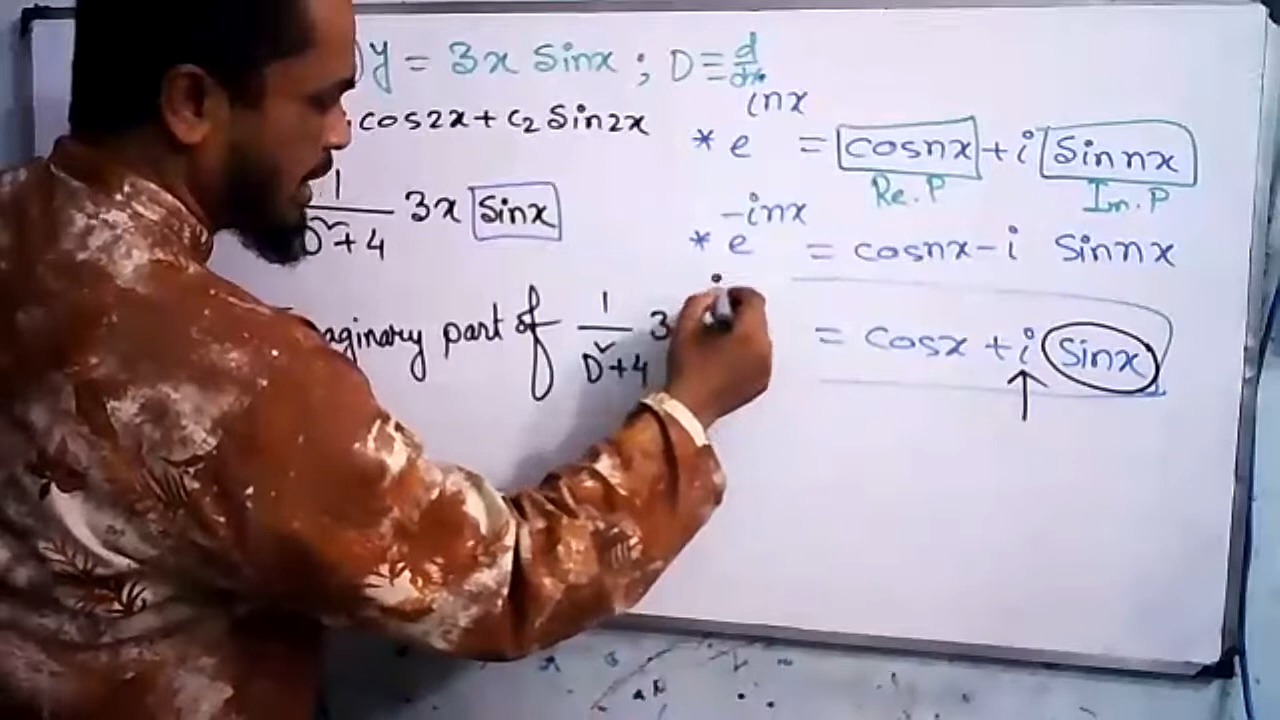 )y = 3x Sinx ; D ≡ d/dx
cos2x + c₂ Sin2x
1/(D²+4) 3x Sinx
aginary part of 1/(D²+4) 3
* e^{inx} = cosnx + i Sinnx
Re.P Im.P
* e^{-inx} = cosnx - i Sinnx
= Cosx + i Sinx